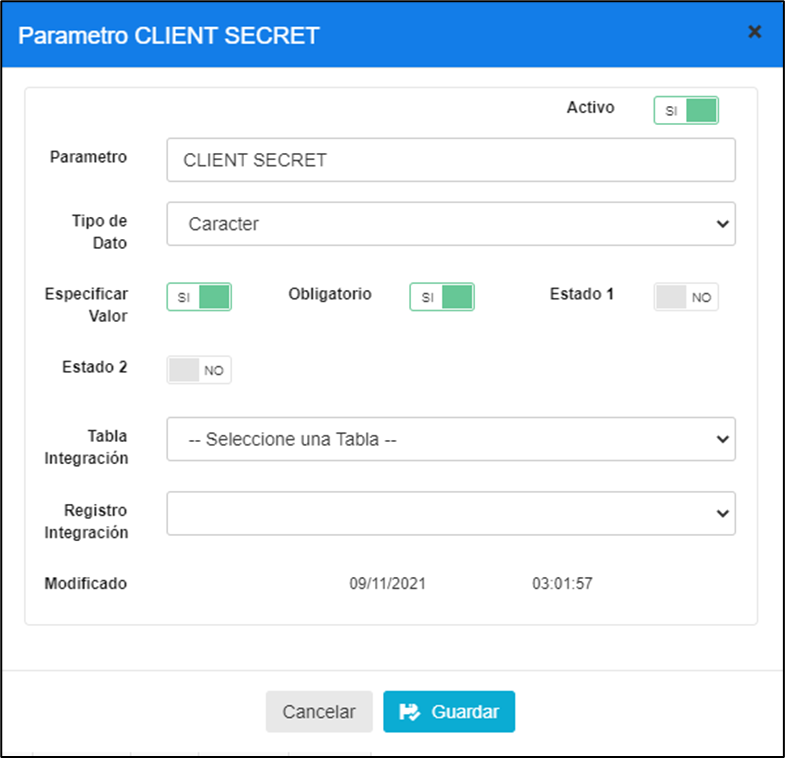 Parametro CLIENT SECRET ×
Activo SI
Parametro CLIENT SECRET
Tipo de
Dato
Caracter
Especificar
Valor
SI
Obligatorio SI
Estado 1 NO
Estado 2 NO
Tabla
Integración
-- Seleccione una Tabla --
Registro
Integración
Modificado 09/11/2021 03:01:57
Cancelar Guardar